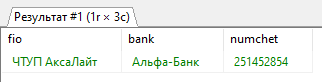 Результат #1 (1r × 3c)
fio bank numchet
ЧТУП АксаЛайт Альфа-Банк 251452854